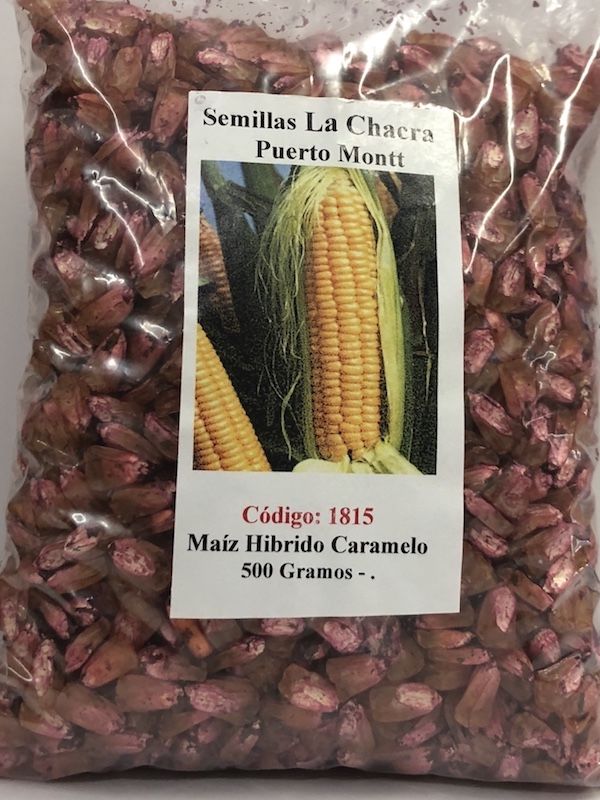 Semillas La Chacra
Puerto Montt
Código: 1815
Maíz Hibrido Caramelo
500 Gramos - .